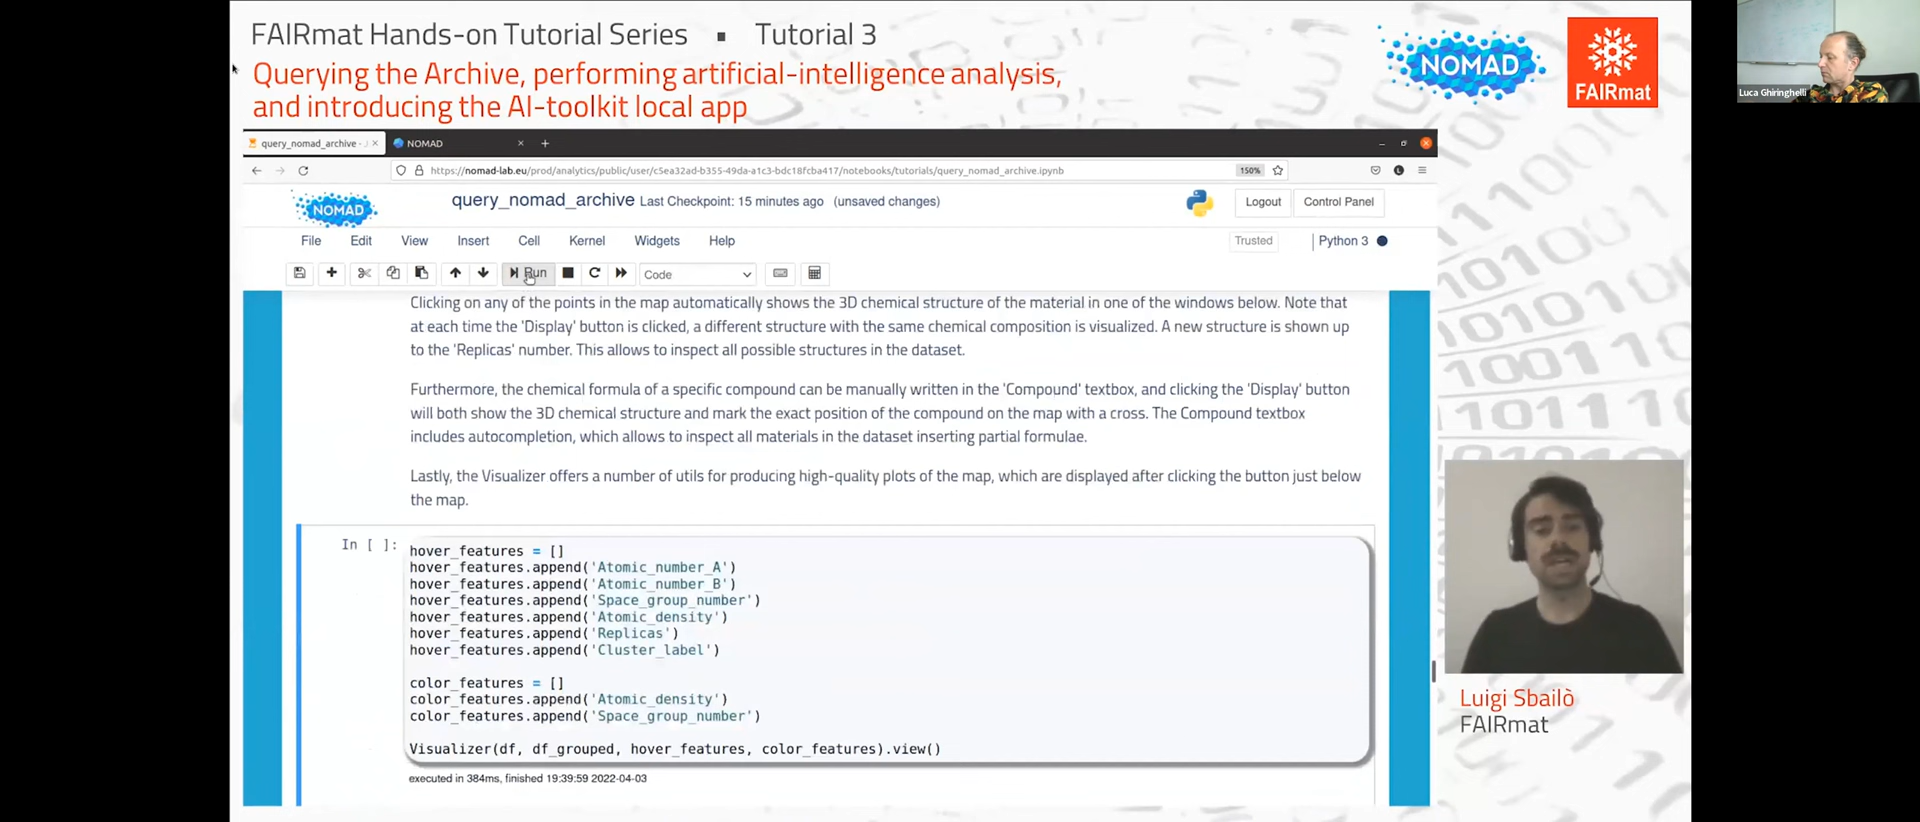 FAIRmat Hands-on Tutorial Series ▪ Tutorial 3
Querying the Archive, performing artificial-intelligence analysis,
and introducing the AI-toolkit local app
NOMAD
FAIRmat
Luca Ghiringhelli
query_nomad_archive - J
NOMAD
https://nomad-lab.eu/prod/analytics/public/user/c5ea32ad-b355-49da-a1c3-bdc18fcba417/notebooks/tutorials/query_nomad_archive.ipynb
150%
NOMAD
query_nomad_archive Last Checkpoint: 15 minutes ago (unsaved changes)
Logout
Control Panel
File Edit View Insert Cell Kernel Widgets Help
Trusted
Python 3
Run
Code
Clicking on any of the points in the map automatically shows the 3D chemical structure of the material in one of the windows below. Note that
at each time the 'Display' button is clicked, a different structure with the same chemical composition is visualized. A new structure is shown up
to the 'Replicas' number. This allows to inspect all possible structures in the dataset.
Furthermore, the chemical formula of a specific compound can be manually written in the 'Compound' textbox, and clicking the 'Display' button
will both show the 3D chemical structure and mark the exact position of the compound on the map with a cross. The Compound textbox
includes autocompletion, which allows to inspect all materials in the dataset inserting partial formulae.
Lastly, the Visualizer offers a number of utils for producing high-quality plots of the map, which are displayed after clicking the button just below
the map.
In [ ]:
hover_features = []
hover_features.append('Atomic_number_A')
hover_features.append('Atomic_number_B')
hover_features.append('Space_group_number')
hover_features.append('Atomic_density')
hover_features.append('Replicas')
hover_features.append('Cluster_label')
color_features = []
color_features.append('Atomic_density')
color_features.append('Space_group_number')
Visualizer(df, df_grouped, hover_features, color_features).view()
executed in 384ms, finished 19:39:59 2022-04-03
Luigi Sbailò
FAIRmat